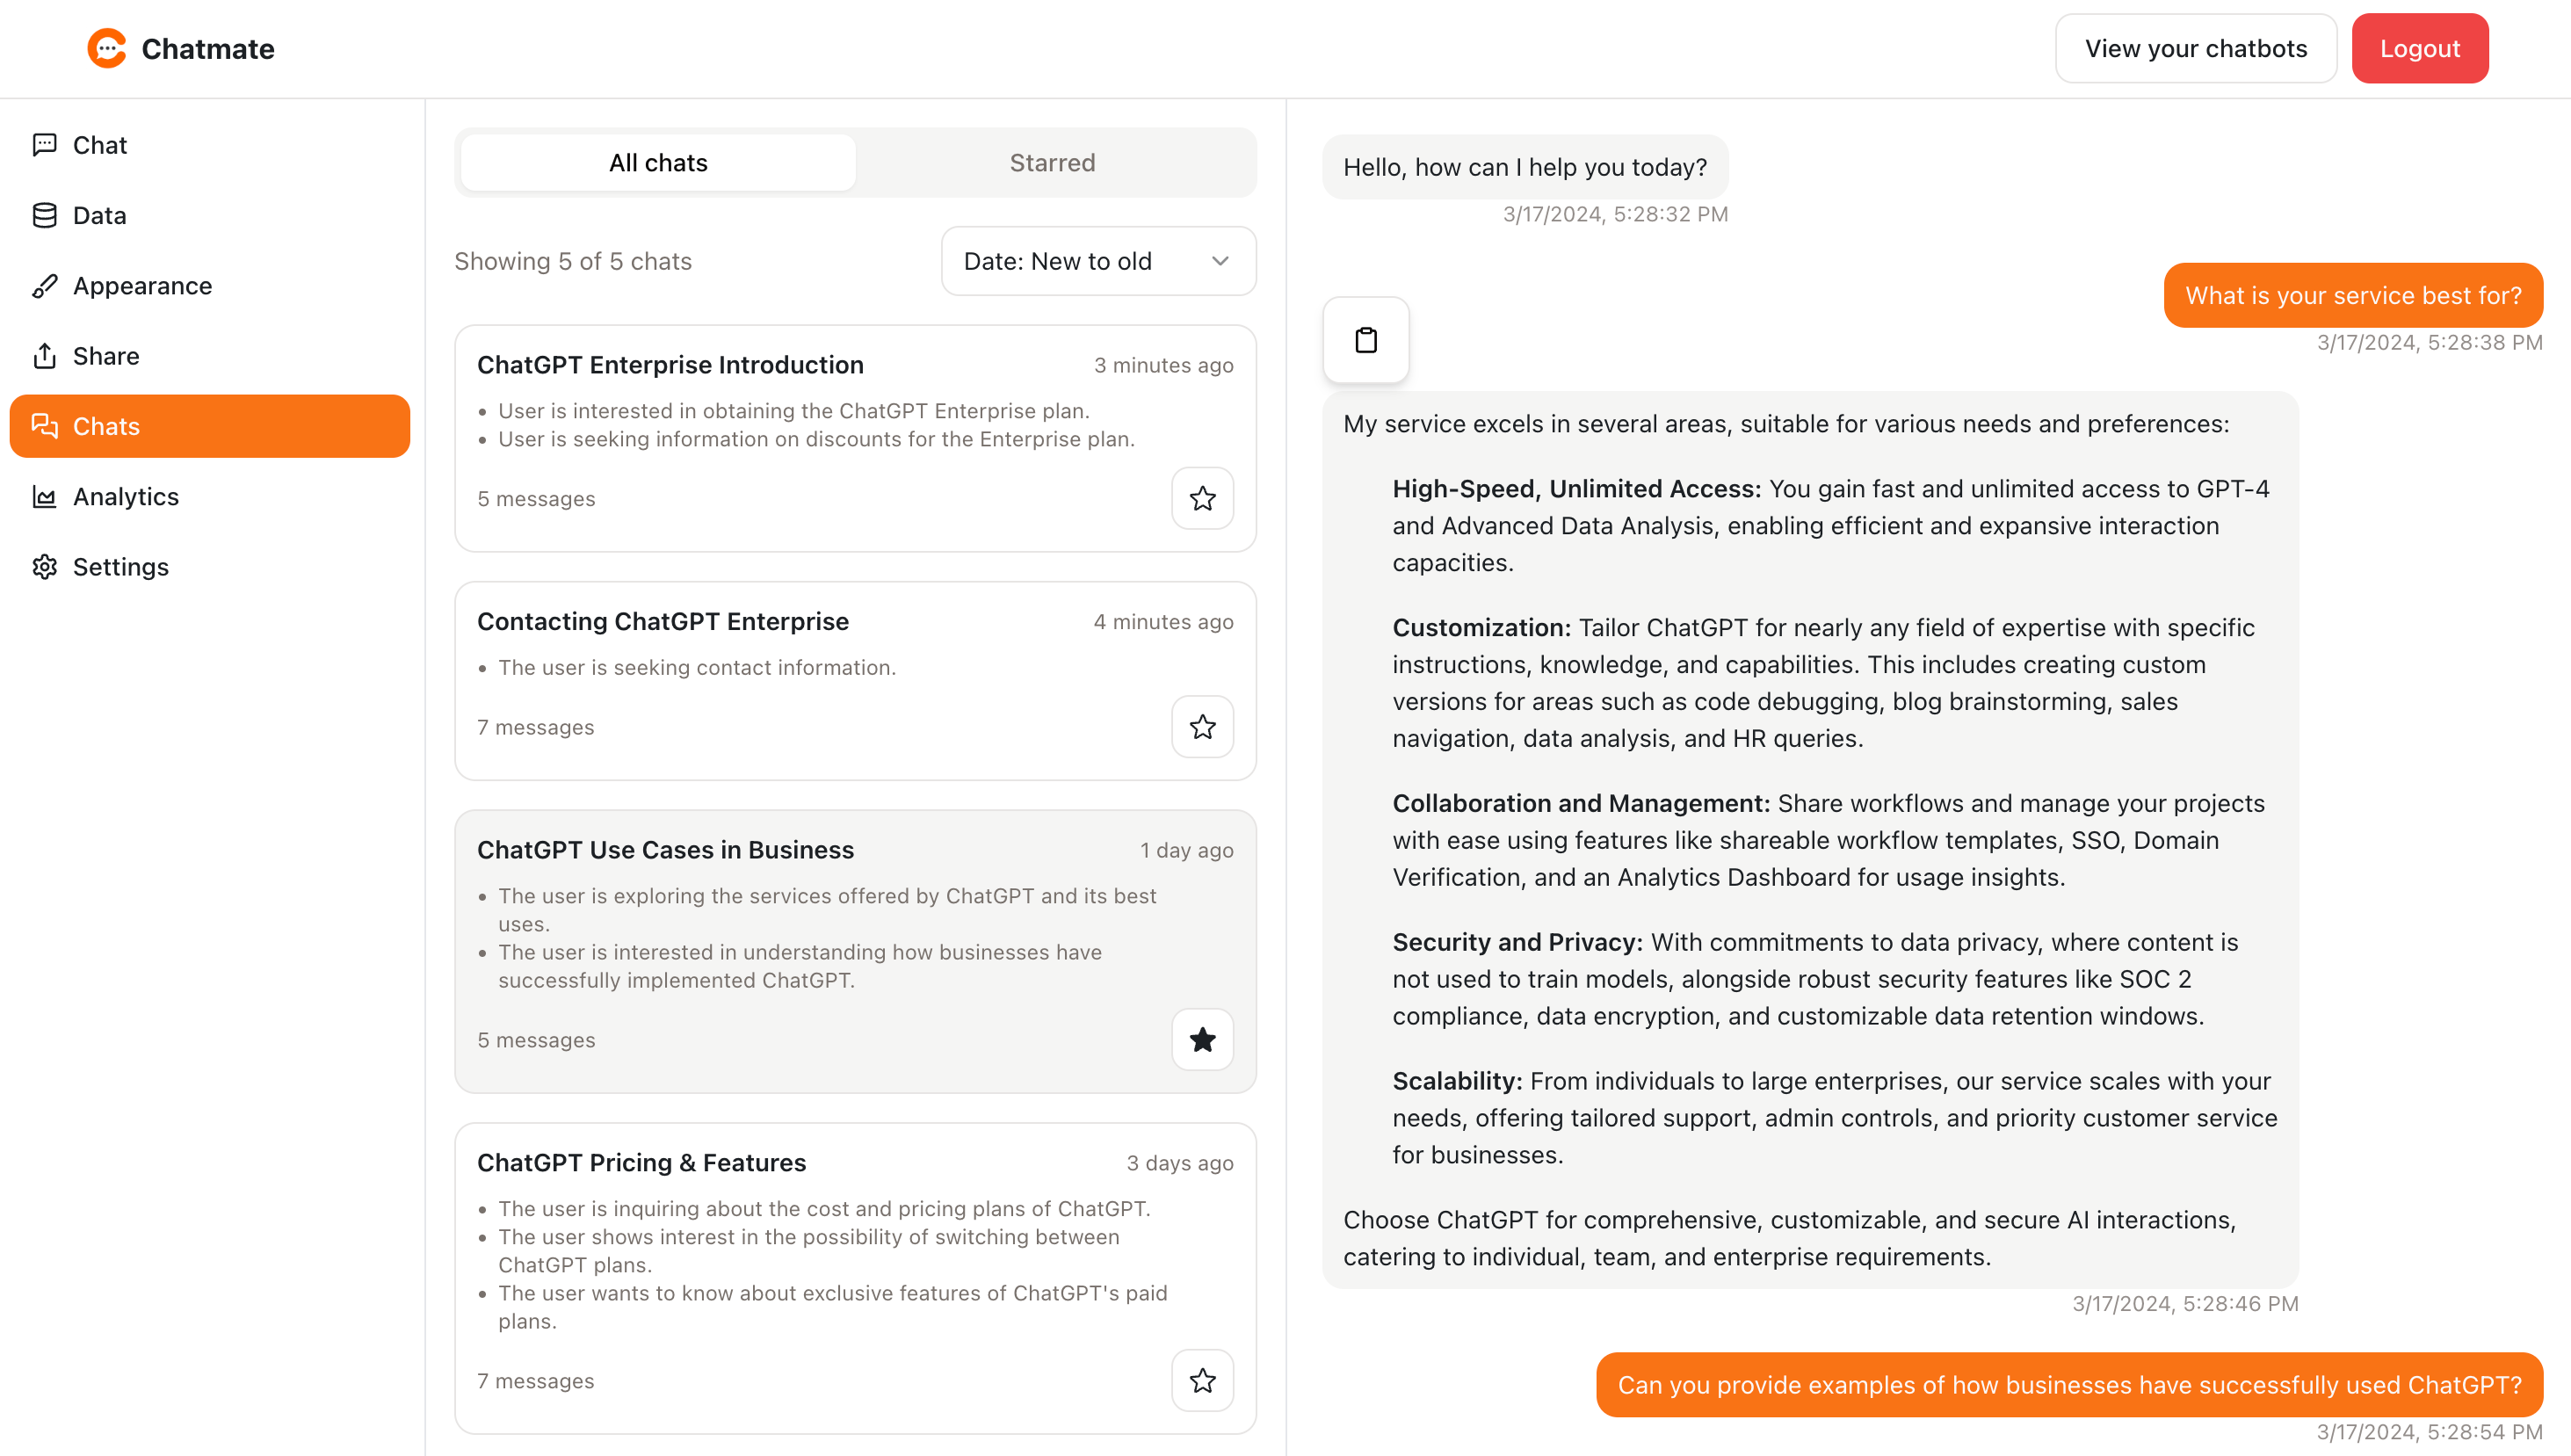 Chatmate
View your chatbots
Logout
Chat
Data
Appearance
Share
Chats
Analytics
Settings
All chats
Starred
Showing 5 of 5 chats
Date: New to old
ChatGPT Enterprise Introduction
3 minutes ago
• User is interested in obtaining the ChatGPT Enterprise plan.
• User is seeking information on discounts for the Enterprise plan.
5 messages
Contacting ChatGPT Enterprise
4 minutes ago
• The user is seeking contact information.
7 messages
ChatGPT Use Cases in Business
1 day ago
• The user is exploring the services offered by ChatGPT and its best
uses.
• The user is interested in understanding how businesses have
successfully implemented ChatGPT.
5 messages
ChatGPT Pricing & Features
3 days ago
• The user is inquiring about the cost and pricing plans of ChatGPT.
• The user shows interest in the possibility of switching between
ChatGPT plans.
• The user wants to know about exclusive features of ChatGPT's paid
plans.
7 messages
Hello, how can I help you today?
3/17/2024, 5:28:32 PM
What is your service best for?
3/17/2024, 5:28:38 PM
My service excels in several areas, suitable for various needs and preferences:
High-Speed, Unlimited Access: You gain fast and unlimited access to GPT-4
and Advanced Data Analysis, enabling efficient and expansive interaction
capacities.
Customization: Tailor ChatGPT for nearly any field of expertise with specific
instructions, knowledge, and capabilities. This includes creating custom
versions for areas such as code debugging, blog brainstorming, sales
navigation, data analysis, and HR queries.
Collaboration and Management: Share workflows and manage your projects
with ease using features like shareable workflow templates, SSO, Domain
Verification, and an Analytics Dashboard for usage insights.
Security and Privacy: With commitments to data privacy, where content is
not used to train models, alongside robust security features like SOC 2
compliance, data encryption, and customizable data retention windows.
Scalability: From individuals to large enterprises, our service scales with your
needs, offering tailored support, admin controls, and priority customer service
for businesses.
Choose ChatGPT for comprehensive, customizable, and secure AI interactions,
catering to individual, team, and enterprise requirements.
3/17/2024, 5:28:46 PM
Can you provide examples of how businesses have successfully used ChatGPT?
3/17/2024, 5:28:54 PM